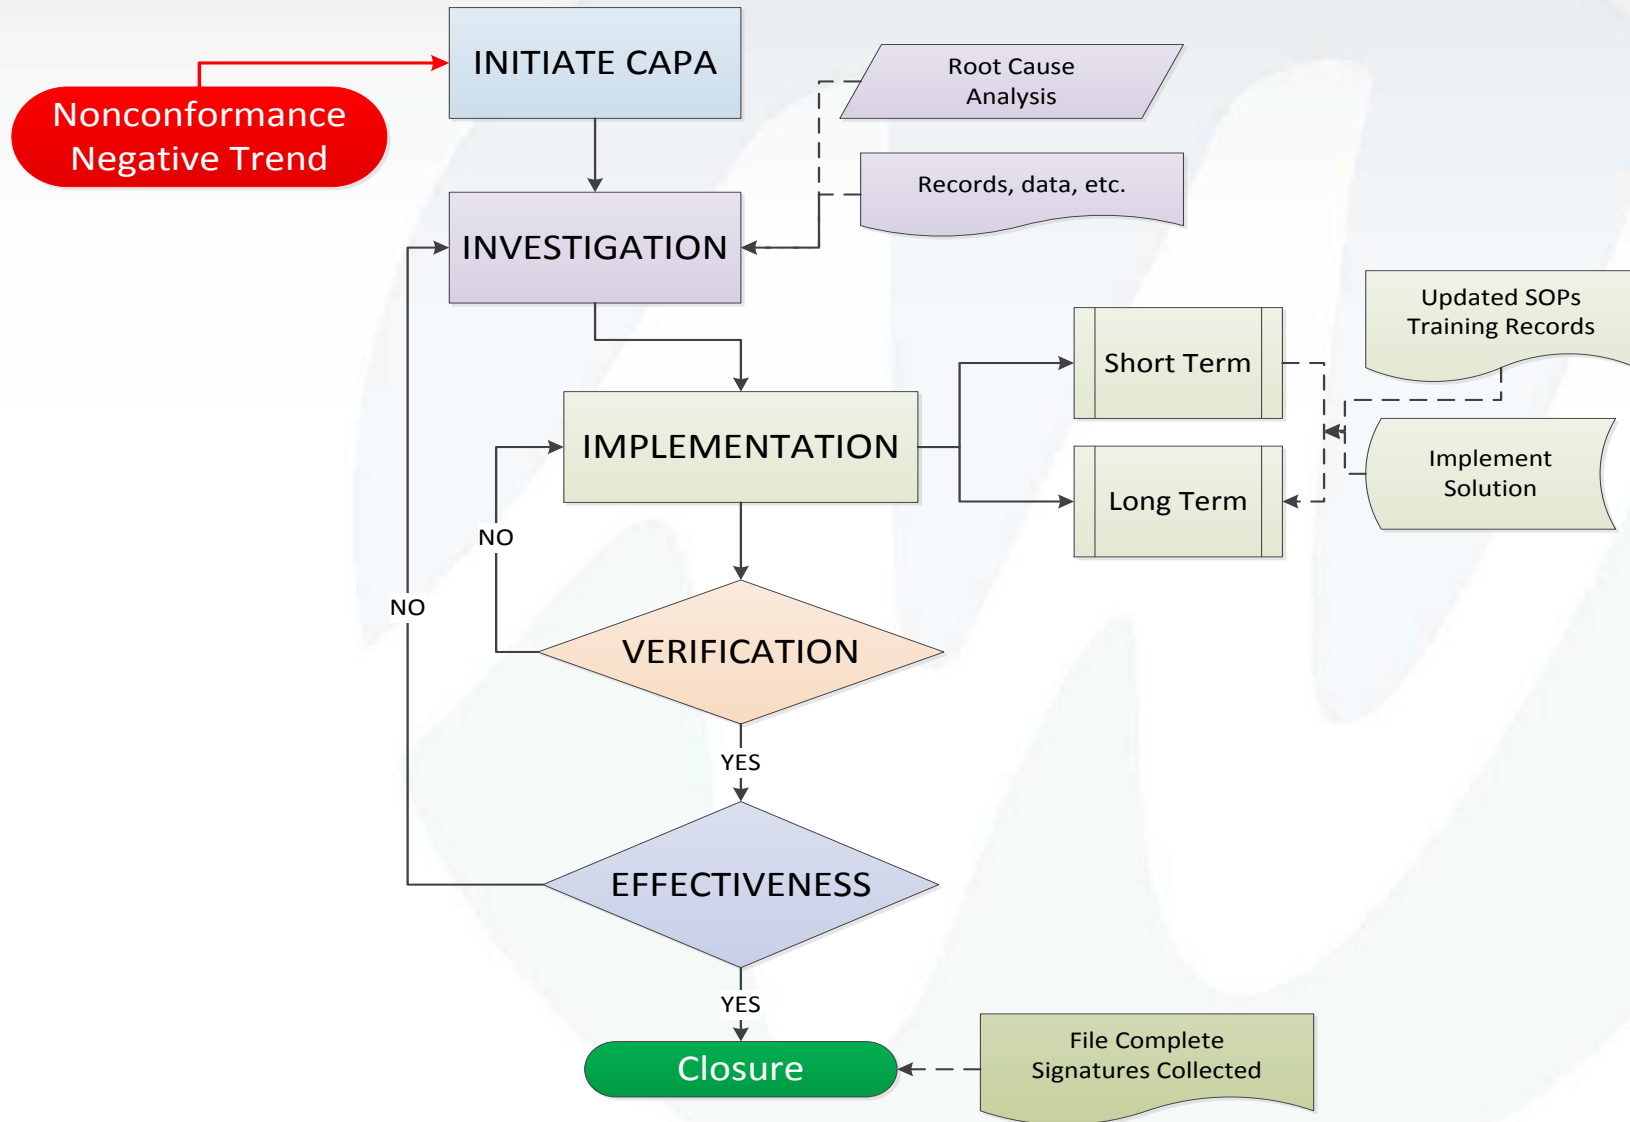 INITIATE CAPA
Nonconformance
Negative Trend
Root Cause
Analysis
Records, data, etc.
INVESTIGATION
Updated SOPs
Training Records
Short Term
IMPLEMENTATION
Implement
Solution
Long Term
NO
NO
VERIFICATION
YES
EFFECTIVENESS
YES
Closure
File Complete
Signatures Collected